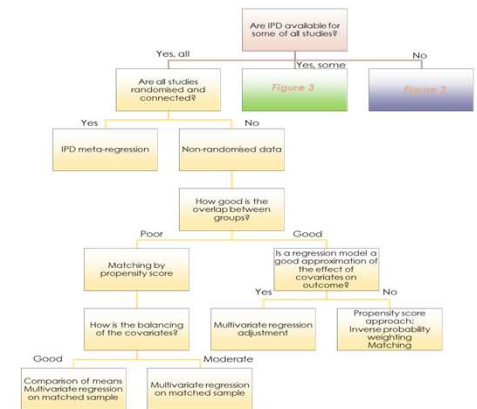 Are IPD available for
some of all studies?
Yes, all
Yes, some
No
Are all studies
randomised and
connected?
Figure 3
Figure 2
Yes
No
IPD meta-regression
Non-randomised data
How good is the
overlap between
groups?
Poor
Good
Matching by
propensity score
Is a regression model a
good approximation of
the effect of
covariates on
outcome?
Yes
No
How is the balancing
of the covariates?
Multivariate regression
adjustment
Propensity score
approach:
Inverse probability
weighting
Matching
Good
Moderate
Comparison of means
Multivariate regression
on matched sample
Multivariate regression
on matched sample